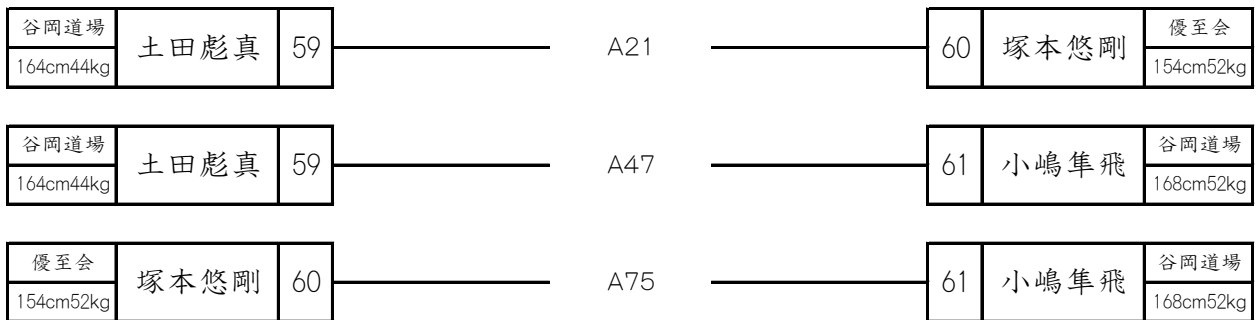 谷岡道場
164cm44kg
土田彪真 59
A21
60 塚本悠剛
優至会
154cm52kg
谷岡道場
164cm44kg
土田彪真 59
A47
61 小嶋隼飛
谷岡道場
168cm52kg
優至会
154cm52kg
塚本悠剛 60
A75
61 小嶋隼飛
谷岡道場
168cm52kg